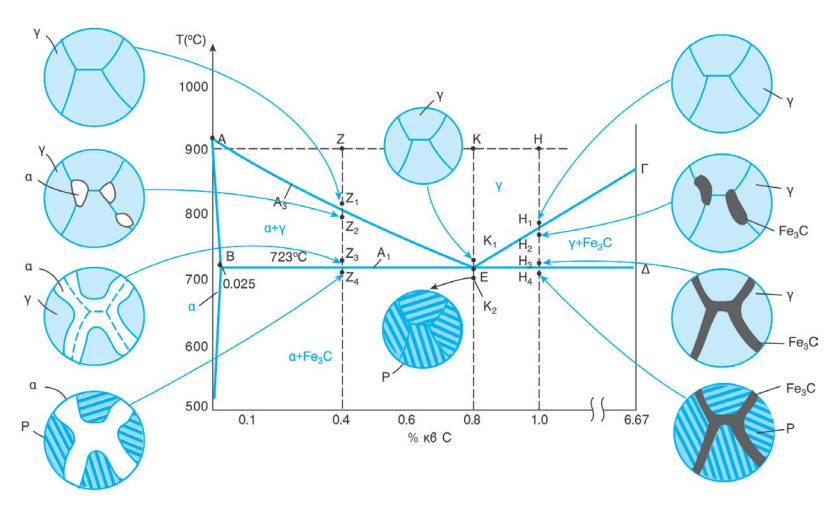 T(°C)
1000
900
800
700
600
500
0.1
0.4
0.6
0.8
1.0
6.67
% κβ C
A
Z
K
H
Γ
γ
A3
Z1
Z2
α+γ
K1
H1
H2
γ+Fe3C
B
723°C
Z3
A1
Z4
E
H3
H4
Δ
0.025
K2
α
α+Fe3C
γ
γ
α
α
γ
α
P
γ
P
γ
γ
Fe3C
γ
Fe3C
Fe3C
P